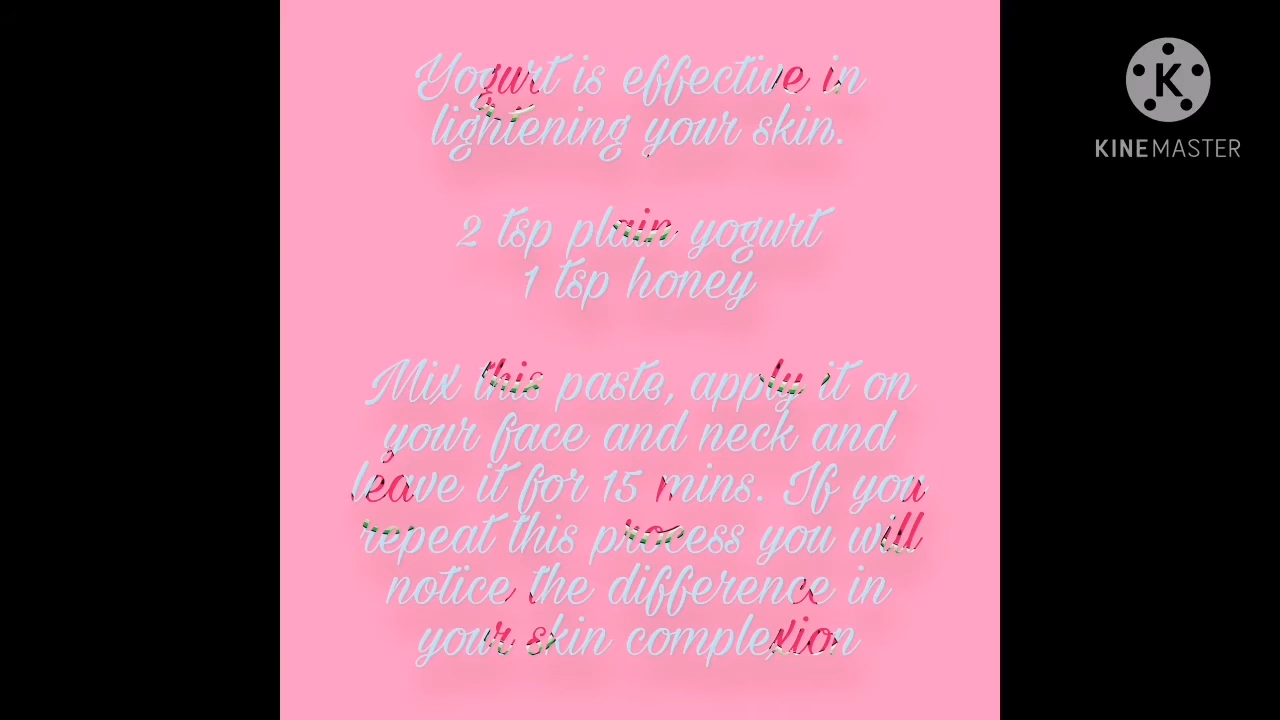 Yogurt is effective in
lightening your skin.
2 tsp plain yogurt
1 tsp honey
Mix this paste, apply it on
your face and neck and
leave it for 15 mins. If you
repeat this process you will
notice the difference in
your skin complexion
K
KINEMASTER